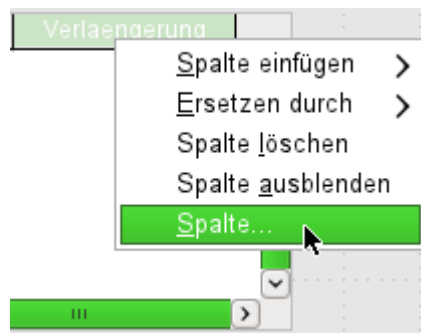 Verlaengerung
Spalte einfügen
Ersetzen durch
Spalte löschen
Spalte ausblenden
Spalte...